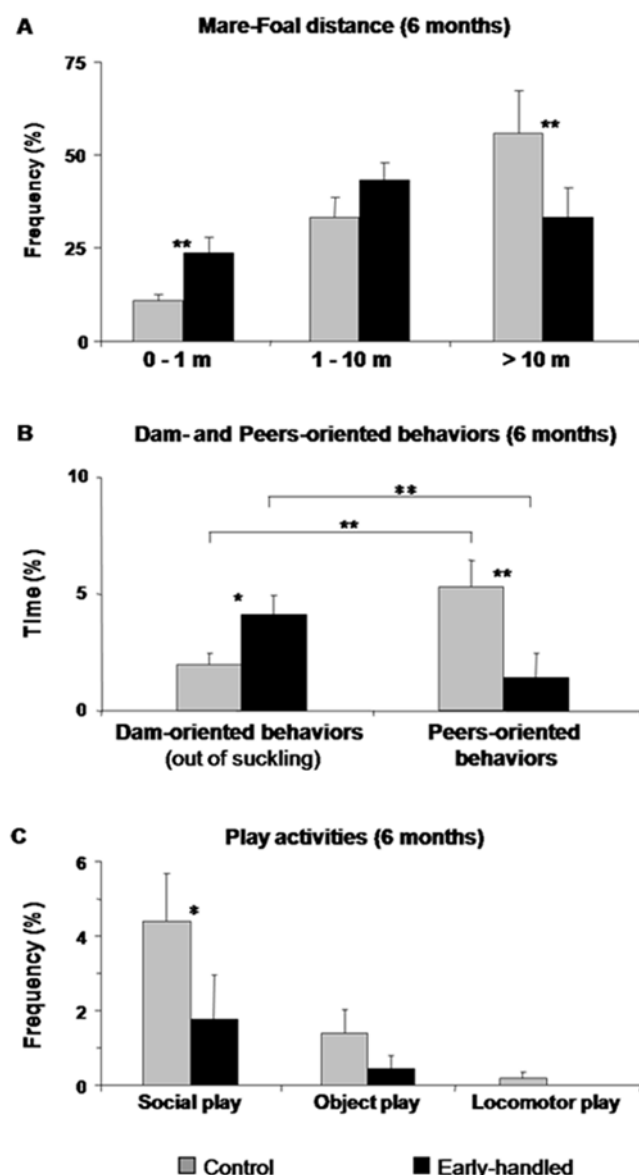 A Mare-Foal distance (6 months)
75
50
25
0
Frequency (%)
**
**
0 - 1 m 1 - 10 m > 10 m
B Dam- and Peers-oriented behaviors (6 months)
10
5
0
Time (%)
**
**
*
**
Dam-oriented behaviors Peers-oriented
(out of suckling) behaviors
C Play activities (6 months)
6
4
2
0
Frequency (%)
*
Social play Object play Locomotor play
Control Early-handled